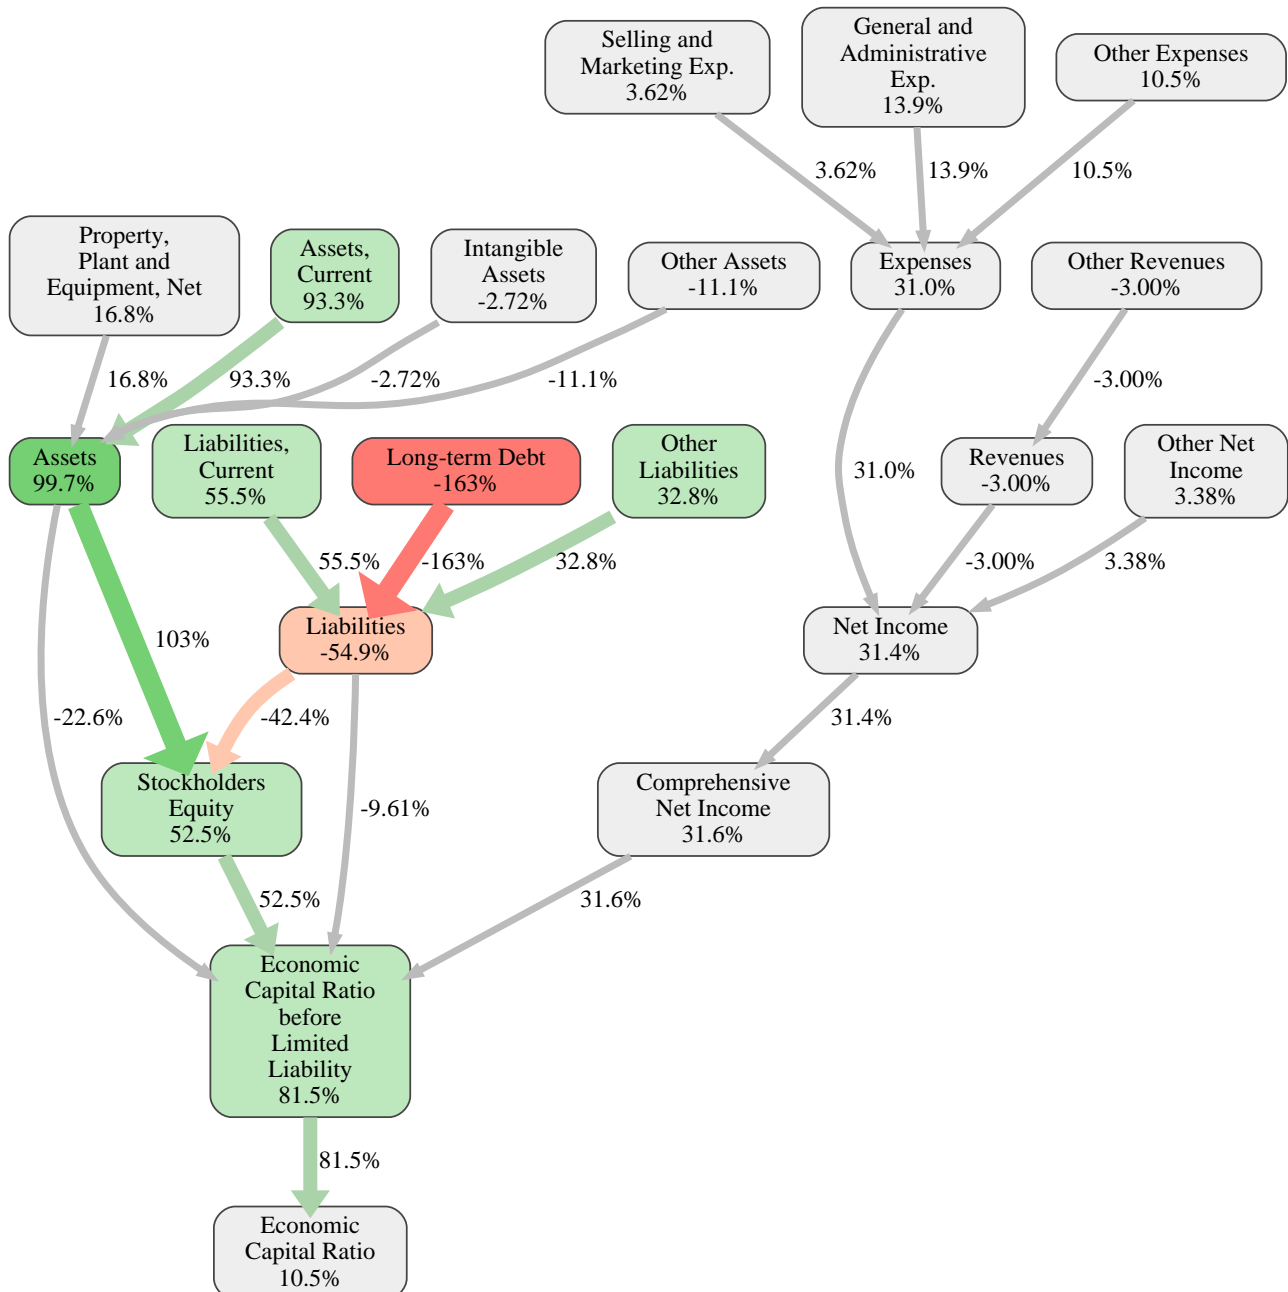 Selling and
Marketing Exp.
3.62%
General and
Administrative
Exp.
13.9%
Other Expenses
10.5%
3.62%
13.9%
10.5%
Property,
Plant and
Equipment, Net
16.8%
Assets,
Current
93.3%
Intangible
Assets
-2.72%
Other Assets
-11.1%
Expenses
31.0%
Other Revenues
-3.00%
16.8%
93.3%
-2.72%
-11.1%
-3.00%
Assets
99.7%
Liabilities,
Current
55.5%
Long-term Debt
-163%
Other
Liabilities
32.8%
31.0%
Revenues
-3.00%
Other Net
Income
3.38%
55.5%
-163%
32.8%
-3.00%
3.38%
103%
Liabilities
-54.9%
Net Income
31.4%
-22.6%
-42.4%
31.4%
Stockholders
Equity
52.5%
-9.61%
Comprehensive
Net Income
31.6%
52.5%
31.6%
Economic
Capital Ratio
before
Limited
Liability
81.5%
81.5%
Economic
Capital Ratio
10.5%